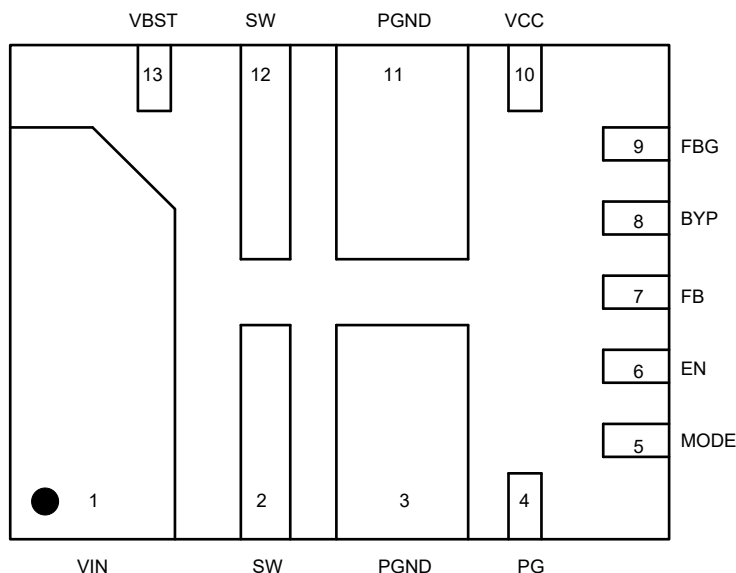 VBST SW PGND VCC
13 12 11 10
9 FBG
8 BYP
7 FB
6 EN
5 MODE
1 2 3 4
VIN SW PGND PG